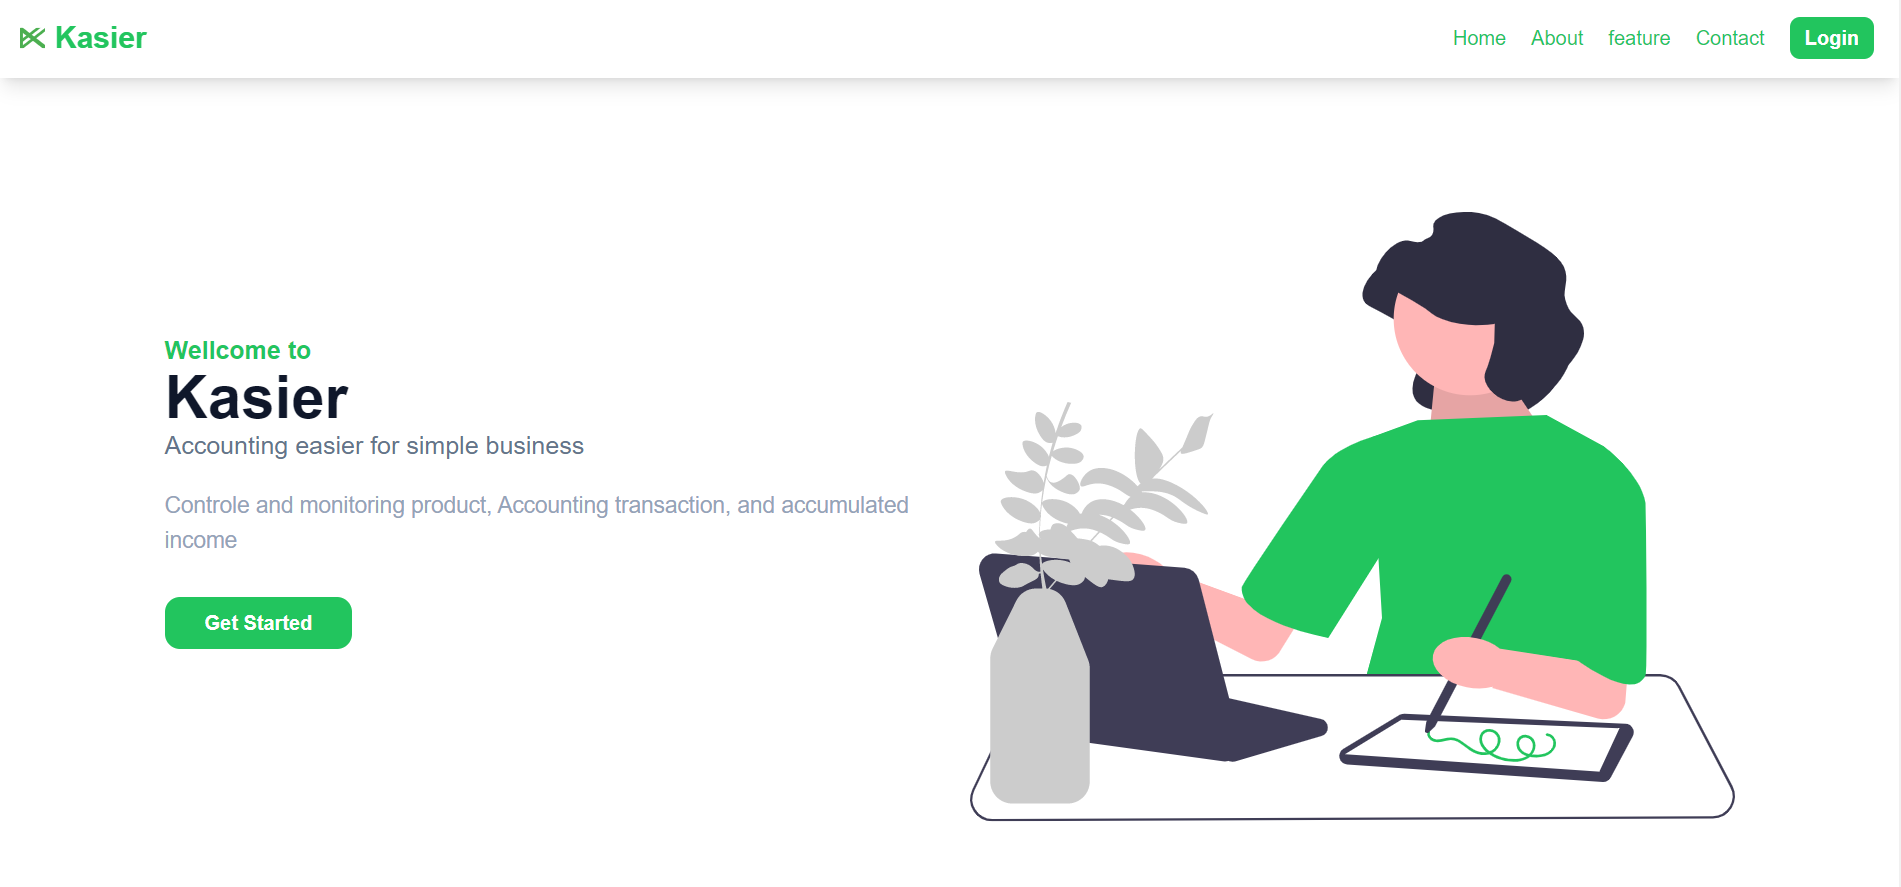 Kasier
Home About feature Contact Login
Wellcome to
Kasier
Accounting easier for simple business
Controle and monitoring product, Accounting transaction, and accumulated
income
Get Started